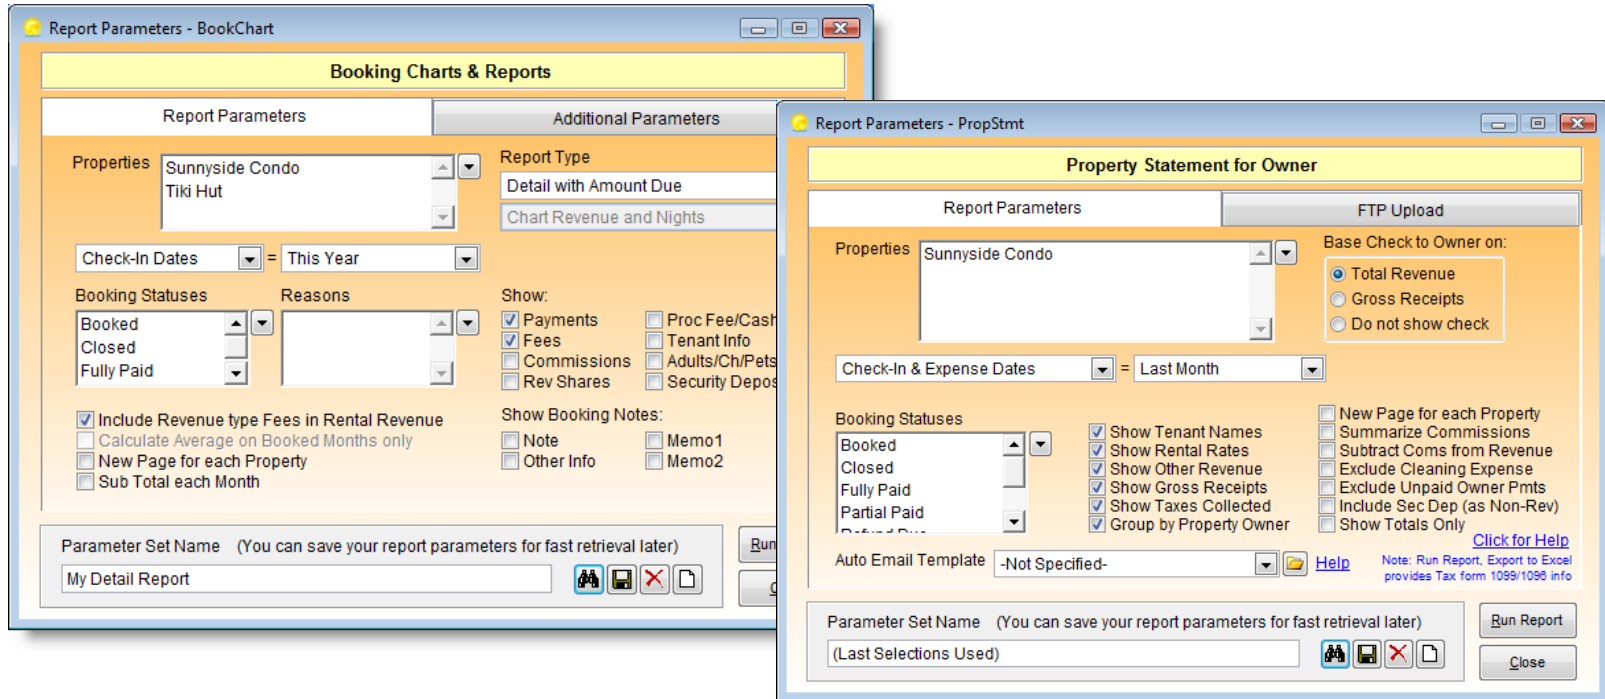 Report Parameters - BookChart
Booking Charts & Reports
Report Parameters
Additional Parameters
Properties
Sunnyside Condo
Tiki Hut
Report Type
Detail with Amount Due
Chart Revenue and Nights
Check-In Dates = This Year
Booking Statuses
Booked
Closed
Fully Paid
Reasons
Show:
Payments
Fees
Commissions
Rev Shares
Proc Fee/Cash
Tenant Info
Adults/Ch/Pets
Security Depos
Include Revenue type Fees in Rental Revenue
Calculate Average on Booked Months only
New Page for each Property
Sub Total each Month
Show Booking Notes:
Note
Other Info
Memo1
Memo2
Parameter Set Name (You can save your report parameters for fast retrieval later)
My Detail Report
Run
Report Parameters - PropStmt
Property Statement for Owner
Report Parameters
FTP Upload
Properties
Sunnyside Condo
Base Check to Owner on:
Total Revenue
Gross Receipts
Do not show check
Check-In & Expense Dates = Last Month
Booking Statuses
Booked
Closed
Fully Paid
Partial Paid
Refund Due
Show Tenant Names
Show Rental Rates
Show Other Revenue
Show Gross Receipts
Show Taxes Collected
Group by Property Owner
New Page for each Property
Summarize Commissions
Subtract Coms from Revenue
Exclude Cleaning Expense
Exclude Unpaid Owner Pmts
Include Sec Dep (as Non-Rev)
Show Totals Only
Click for Help
Auto Email Template
-Not Specified-
Help
Note: Run Report, Export to Excel
provides Tax form 1099/1096 info
Parameter Set Name (You can save your report parameters for fast retrieval later)
(Last Selections Used)
Run Report
Close